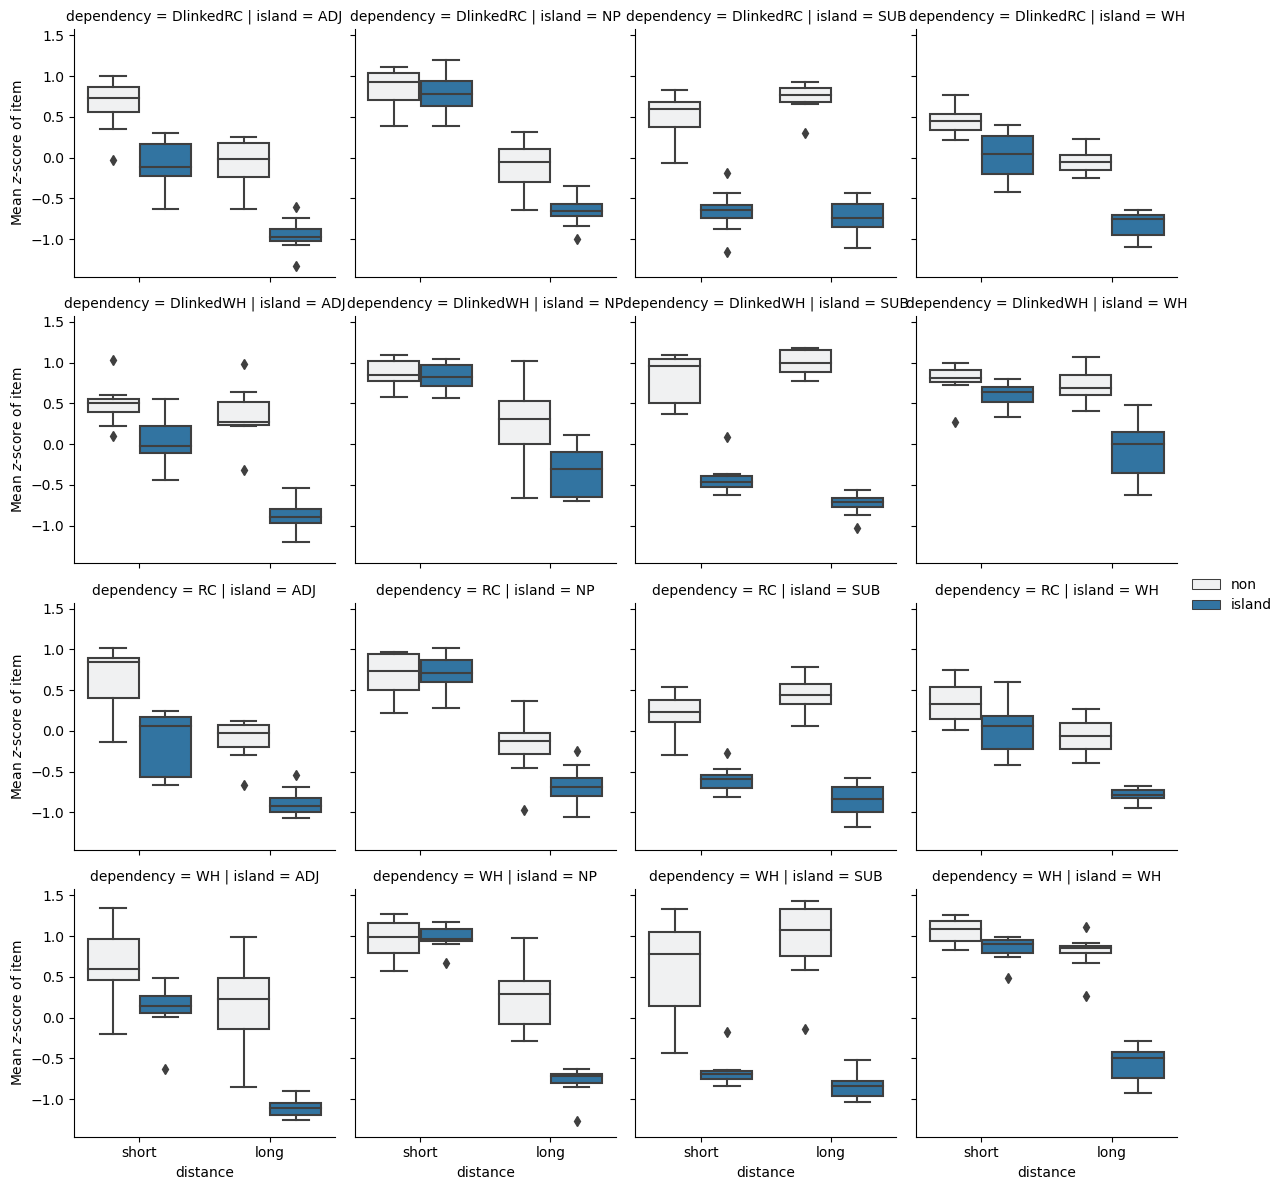 dependency = DlinkedRC | island = ADJ
dependency = DlinkedRC | island = NP
dependency = DlinkedRC | island = SUB
dependency = DlinkedRC | island = WH
1.5
1.0
0.5
0.0
−0.5
−1.0
Mean z-score of item
dependency = DlinkedWH | island = ADJ
dependency = DlinkedWH | island = NP
dependency = DlinkedWH | island = SUB
dependency = DlinkedWH | island = WH
1.5
1.0
0.5
0.0
−0.5
−1.0
Mean z-score of item
non
island
dependency = RC | island = ADJ
dependency = RC | island = NP
dependency = RC | island = SUB
dependency = RC | island = WH
1.5
1.0
0.5
0.0
−0.5
−1.0
Mean z-score of item
dependency = WH | island = ADJ
dependency = WH | island = NP
dependency = WH | island = SUB
dependency = WH | island = WH
1.5
1.0
0.5
0.0
−0.5
−1.0
Mean z-score of item
short long
distance
short long
distance
short long
distance
short long
distance